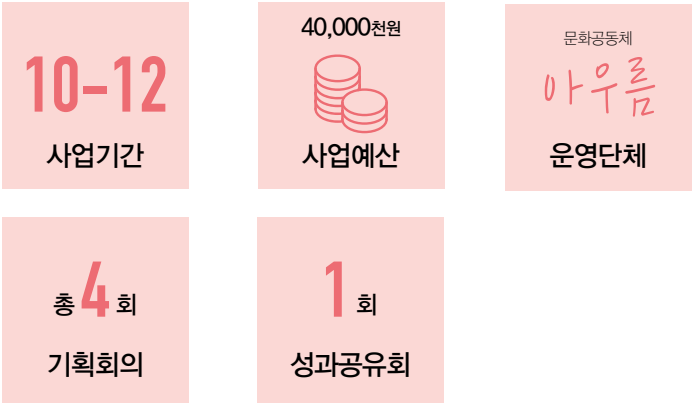 10-12
사업기간
40,000천원
사업예산
문화공동체
아우름
운영단체
총 4 회
기획회의
1 회
성과공유회